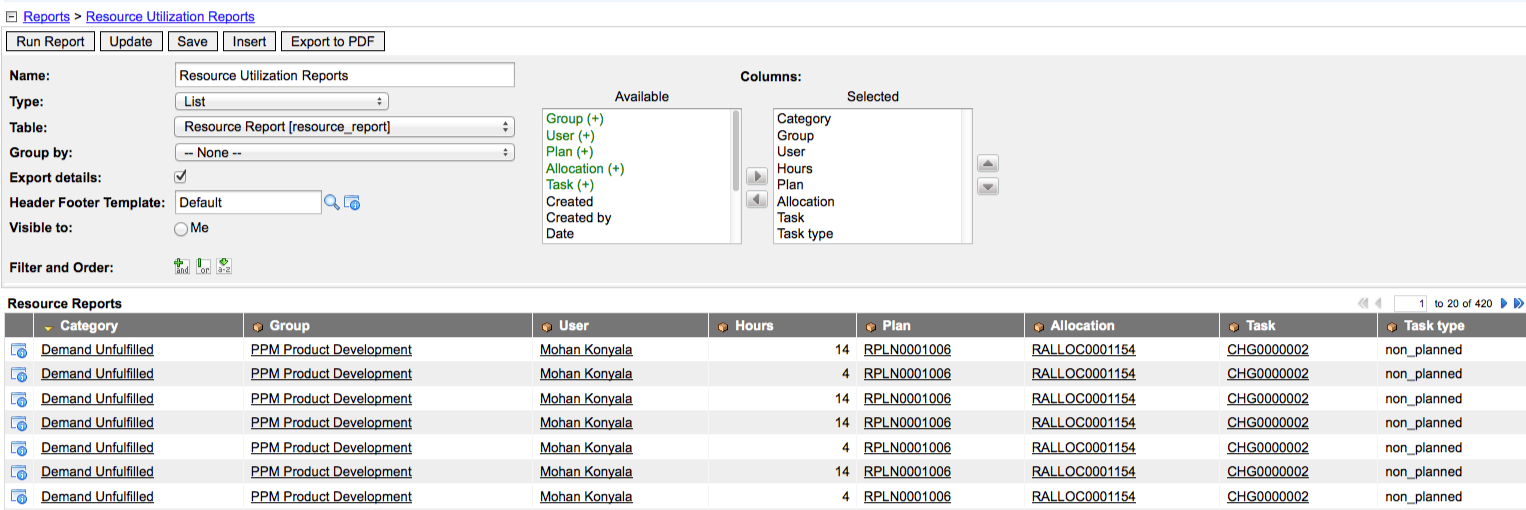 Reports > Resource Utilization Reports
Run Report Update Save Insert Export to PDF
Name: Resource Utilization Reports
Type: List
Table: Resource Report [resource_report]
Group by: -- None --
Export details:
Header Footer Template: Default
Visible to: Me
Filter and Order: and or a-z
Columns:
Available Selected
Group (+)
User (+)
Plan (+)
Allocation (+)
Task (+)
Created
Created by
Date
Category
Group
User
Hours
Plan
Allocation
Task
Task type
Resource Reports 1 to 20 of 420
Category Group User Hours Plan Allocation Task Task type
Demand Unfulfilled PPM Product Development Mohan Konyala 14 RPLN0001006 RALLOC0001154 CHG0000002 non_planned
Demand Unfulfilled PPM Product Development Mohan Konyala 4 RPLN0001006 RALLOC0001154 CHG0000002 non_planned
Demand Unfulfilled PPM Product Development Mohan Konyala 14 RPLN0001006 RALLOC0001154 CHG0000002 non_planned
Demand Unfulfilled PPM Product Development Mohan Konyala 14 RPLN0001006 RALLOC0001154 CHG0000002 non_planned
Demand Unfulfilled PPM Product Development Mohan Konyala 4 RPLN0001006 RALLOC0001154 CHG0000002 non_planned
Demand Unfulfilled PPM Product Development Mohan Konyala 14 RPLN0001006 RALLOC0001154 CHG0000002 non_planned
Demand Unfulfilled PPM Product Development Mohan Konyala 4 RPLN0001006 RALLOC0001154 CHG0000002 non_planned